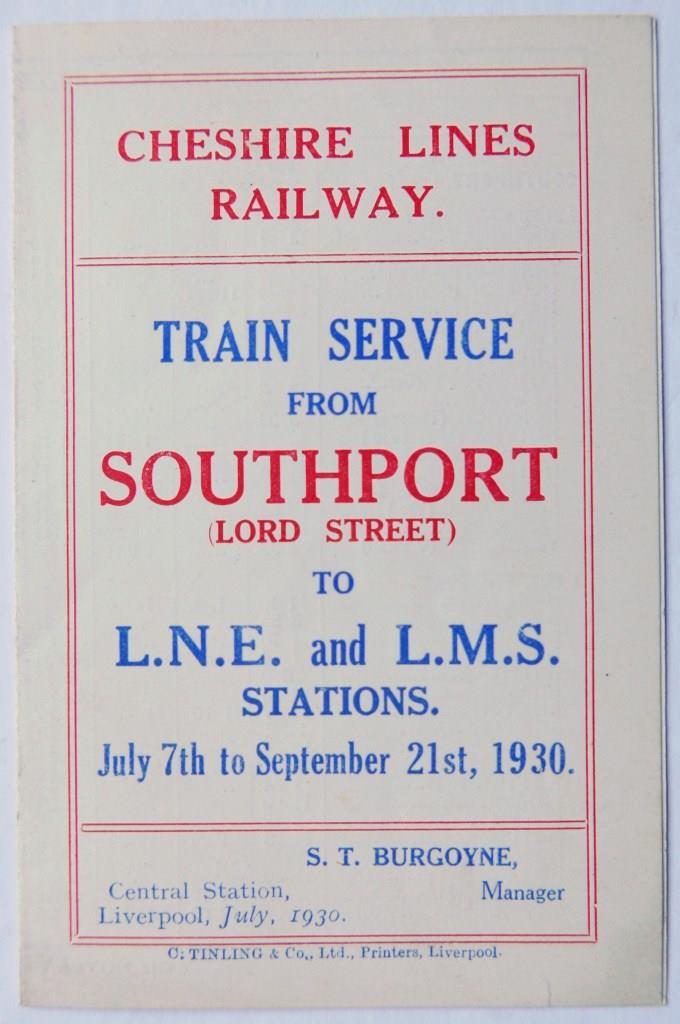 CHESHIRE LINES
RAILWAY.
TRAIN SERVICE
FROM
SOUTHPORT
(LORD STREET)
TO
L.N.E. and L.M.S.
STATIONS.
July 7th to September 21st, 1930.
S. T. BURGOYNE,
Central Station, Manager
Liverpool, July, 1930.
C. TINLING & Co., Ltd., Printers, Liverpool.